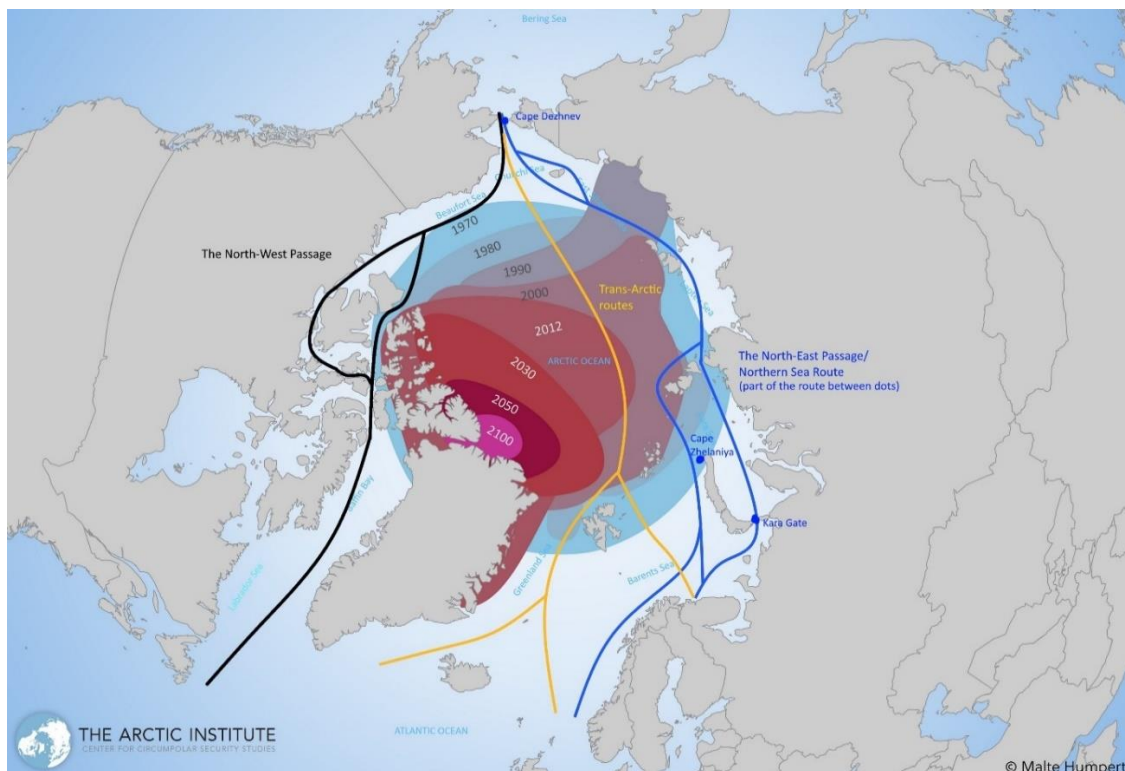 Bering Sea
Cape Dezhnev
Beaufort Sea
1970
1980
1990
2000
2012
2030
2050
2100
The North-West Passage
Trans-Arctic
routes
ARCTIC OCEAN
The North-East Passage/
Northern Sea Route
(part of the route between dots)
Cape
Zhelaniya
Kara Gate
Barents Sea
Labrador Sea
ATLANTIC OCEAN
THE ARCTIC INSTITUTE
CENTER FOR CIRCUMPOLAR SECURITY STUDIES
© Malte Humpert